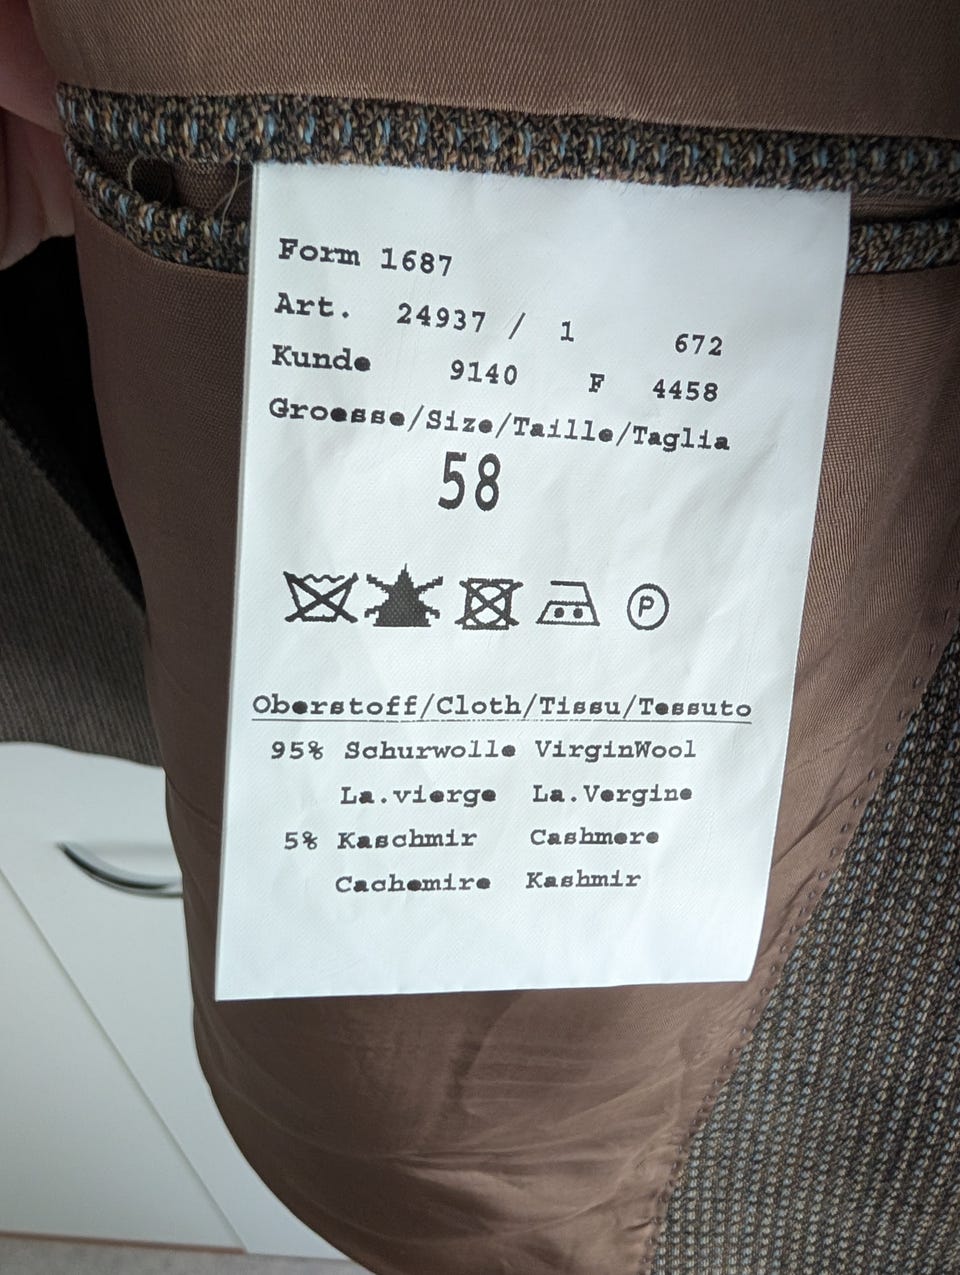 Form 1687
Art. 24937 / 1 672
Kunde 9140 F 4458
Groesse/Size/Taille/Taglia
58
P
Oberstoff/Cloth/Tissu/Tessuto
95% Schurwolle VirginWool
La.vierge La.Vergine
5% Kaschmir Cashmere
Cachemire Kashmir